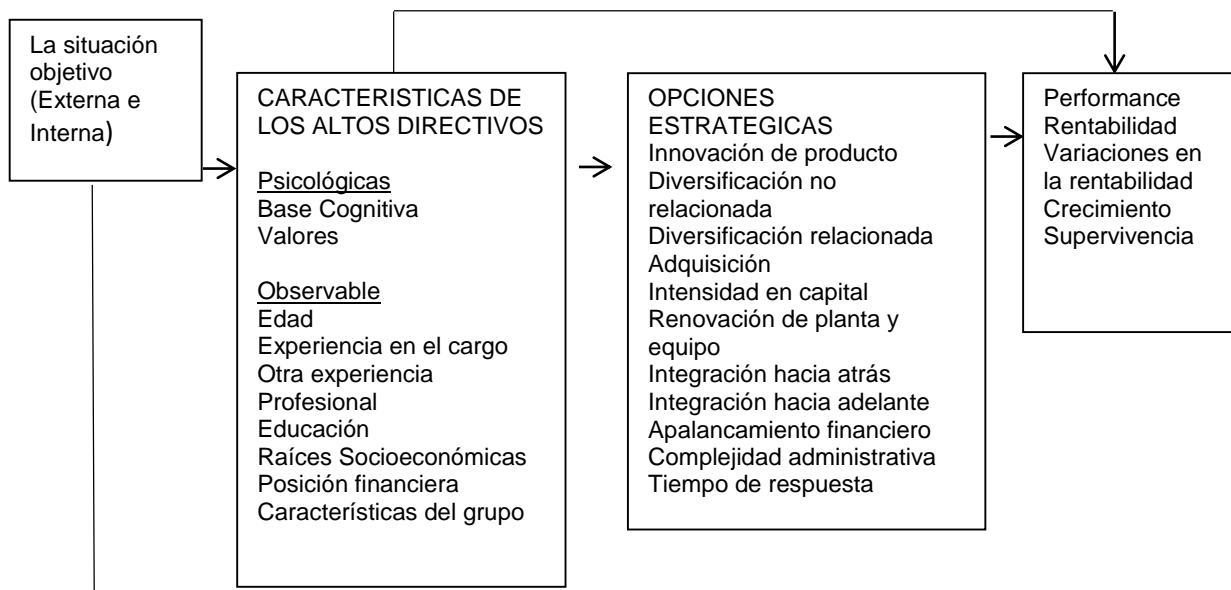 La situación
objetivo
(Externa e
Interna)
CARACTERISTICAS DE
LOS ALTOS DIRECTIVOS
Psicológicas
Base Cognitiva
Valores
Observable
Edad
Experiencia en el cargo
Otra experiencia
Profesional
Educación
Raíces Socioeconómicas
Posición financiera
Características del grupo
OPCIONES
ESTRATEGICAS
Innovación de producto
Diversificación no
relacionada
Diversificación relacionada
Adquisición
Intensidad en capital
Renovación de planta y
equipo
Integración hacia atrás
Integración hacia adelante
Apalancamiento financiero
Complejidad administrativa
Tiempo de respuesta
Performance
Rentabilidad
Variaciones en
la rentabilidad
Crecimiento
Supervivencia